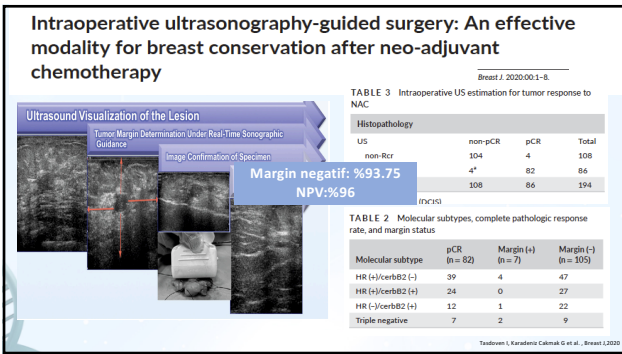 Intraoperative ultrasonography-guided surgery: An effective
modality for breast conservation after neo-adjuvant
chemotherapy
Breast J. 2020;00:1–8.
Ultrasound Visualization of the Lesion
Tumor Margin Determination Under Real-Time Sonographic
Guidance
Image Confirmation of Specimen
Margin negatif: %93.75
NPV:%96
TABLE 3 Intraoperative US estimation for tumor response to
NAC
Histopathology
US non-pCR pCR Total
non-Rcr 104 4 108
4* 82 86
108 86 194
(DCIS)
TABLE 2 Molecular subtypes, complete pathologic response
rate, and margin status
Molecular subtype pCR (n = 82) Margin (+) (n = 7) Margin (−) (n = 105)
HR (+)/cerbB2 (−) 39 4 47
HR (+)/cerbB2 (+) 24 0 27
HR (−)/cerbB2 (+) 12 1 22
Triple negative 7 2 9
Tasdoven I, Karadeniz Cakmak G et al. , Breast J,2020
1